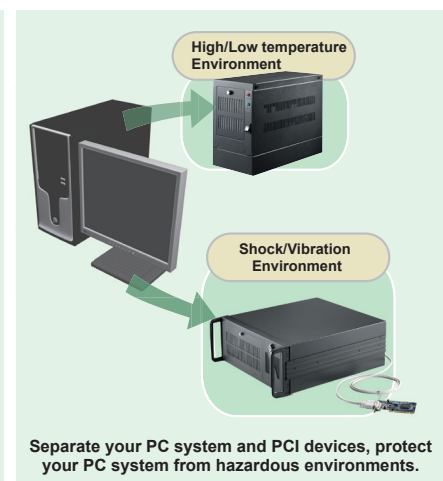 High/Low temperature
Environment
Shock/Vibration
Environment
Separate your PC system and PCI devices, protect
your PC system from hazardous environments.